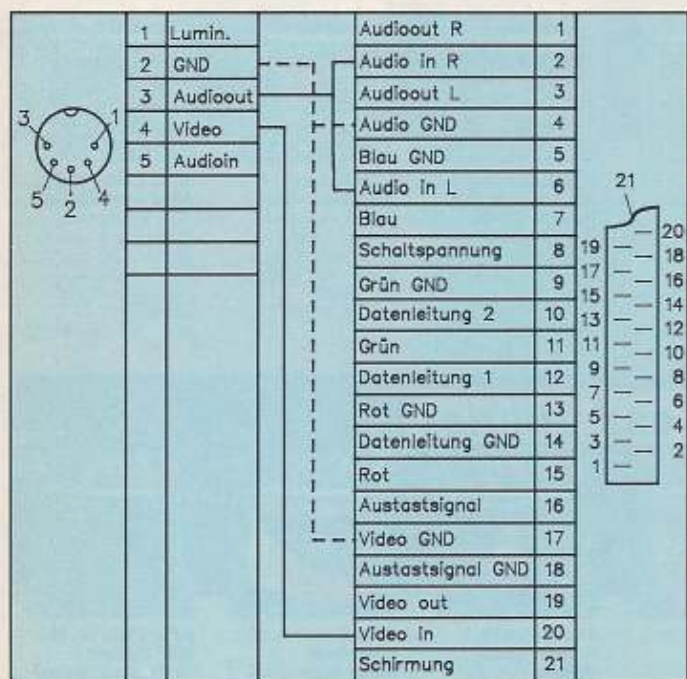 1 Lumin.
2 GND
3 Audioout
4 Video
5 Audioin
3
1
5
2
4
Audioout R 1
Audio in R 2
Audioout L 3
Audio GND 4
Blau GND 5
Audio in L 6
Blau 7
Schaltspannung 8
Grün GND 9
Datenleitung 2 10
Grün 11
Datenleitung 1 12
Rot GND 13
Datenleitung GND 14
Rot 15
Austastsignal 16
Video GND 17
Austastsignal GND 18
Video out 19
Video in 20
Schirmung 21
21
20
19
18
17
16
15
14
13
12
11
10
9
8
7
6
5
4
3
2
1